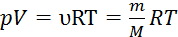 pV = υRT = m/M RT